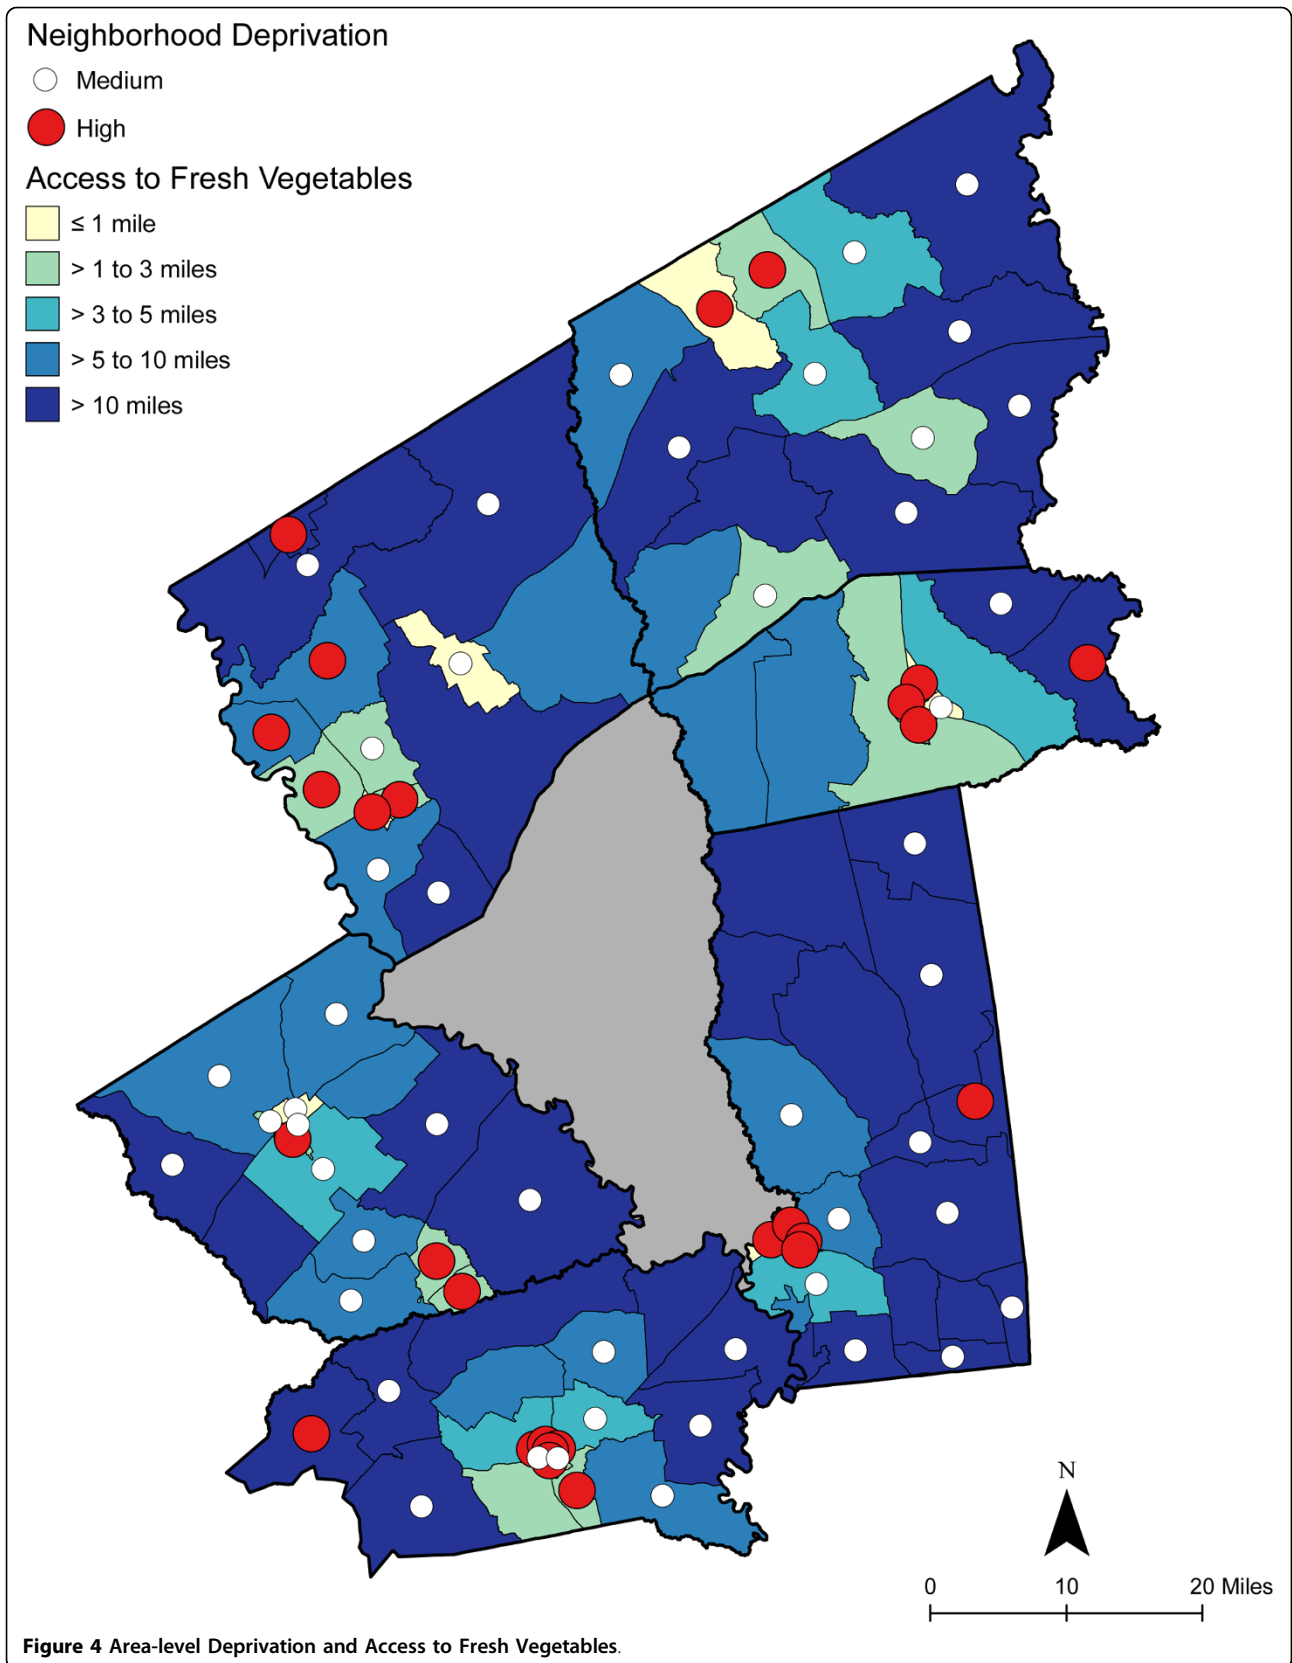 Neighborhood Deprivation
Medium
High
Access to Fresh Vegetables
≤ 1 mile
> 1 to 3 miles
> 3 to 5 miles
> 5 to 10 miles
> 10 miles
N
0 10 20 Miles
Figure 4 Area-level Deprivation and Access to Fresh Vegetables.